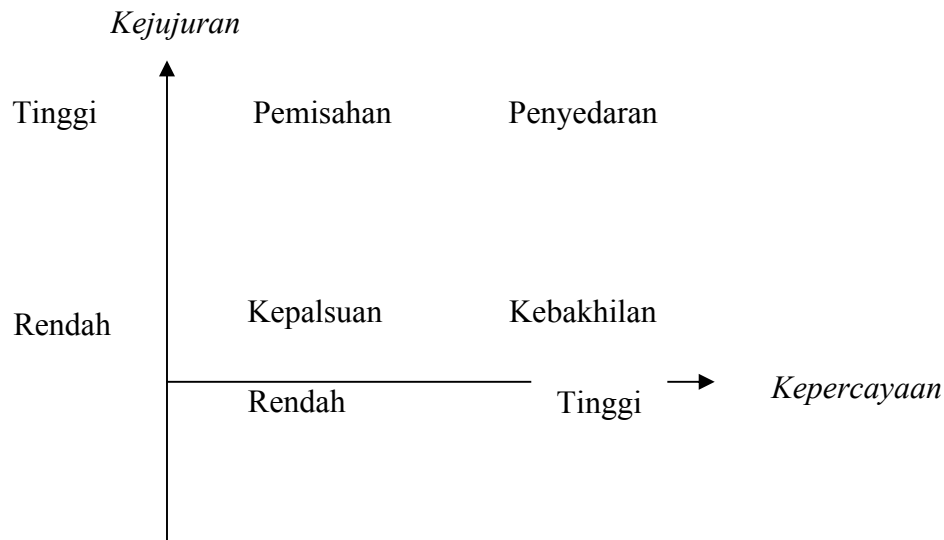 Kejujuran
Tinggi Pemisahan Penyedaran
Rendah Kepalsuan Kebakhilan
Rendah Tinggi Kepercayaan